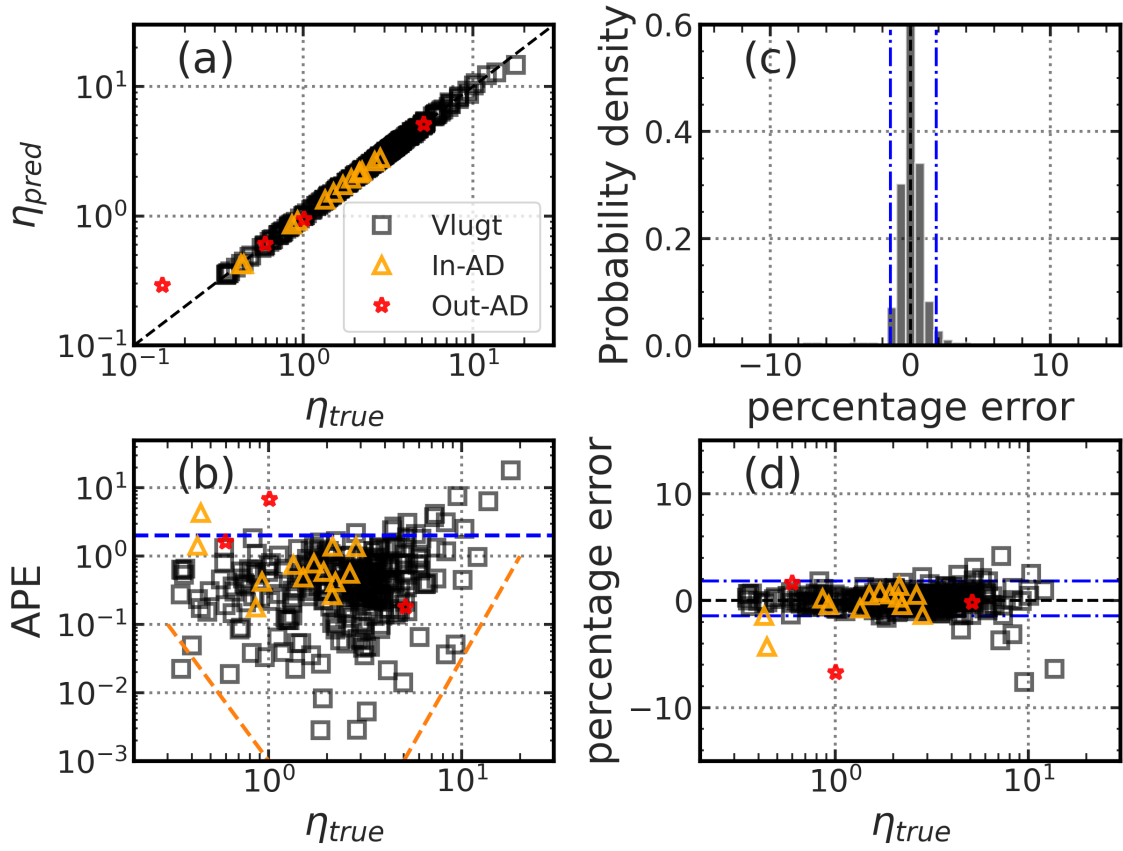 (a)
10¹
10⁰
10⁻¹
η_pred
10⁻¹
10⁰
10¹
η_true
Vlugt
In-AD
Out-AD
(c)
0.6
0.4
0.2
0.0
Probability density
−10
0
10
percentage error
(b)
10¹
10⁰
10⁻¹
10⁻²
10⁻³
APE
10⁰
10¹
η_true
(d)
10
0
−10
percentage error
10⁰
10¹
η_true